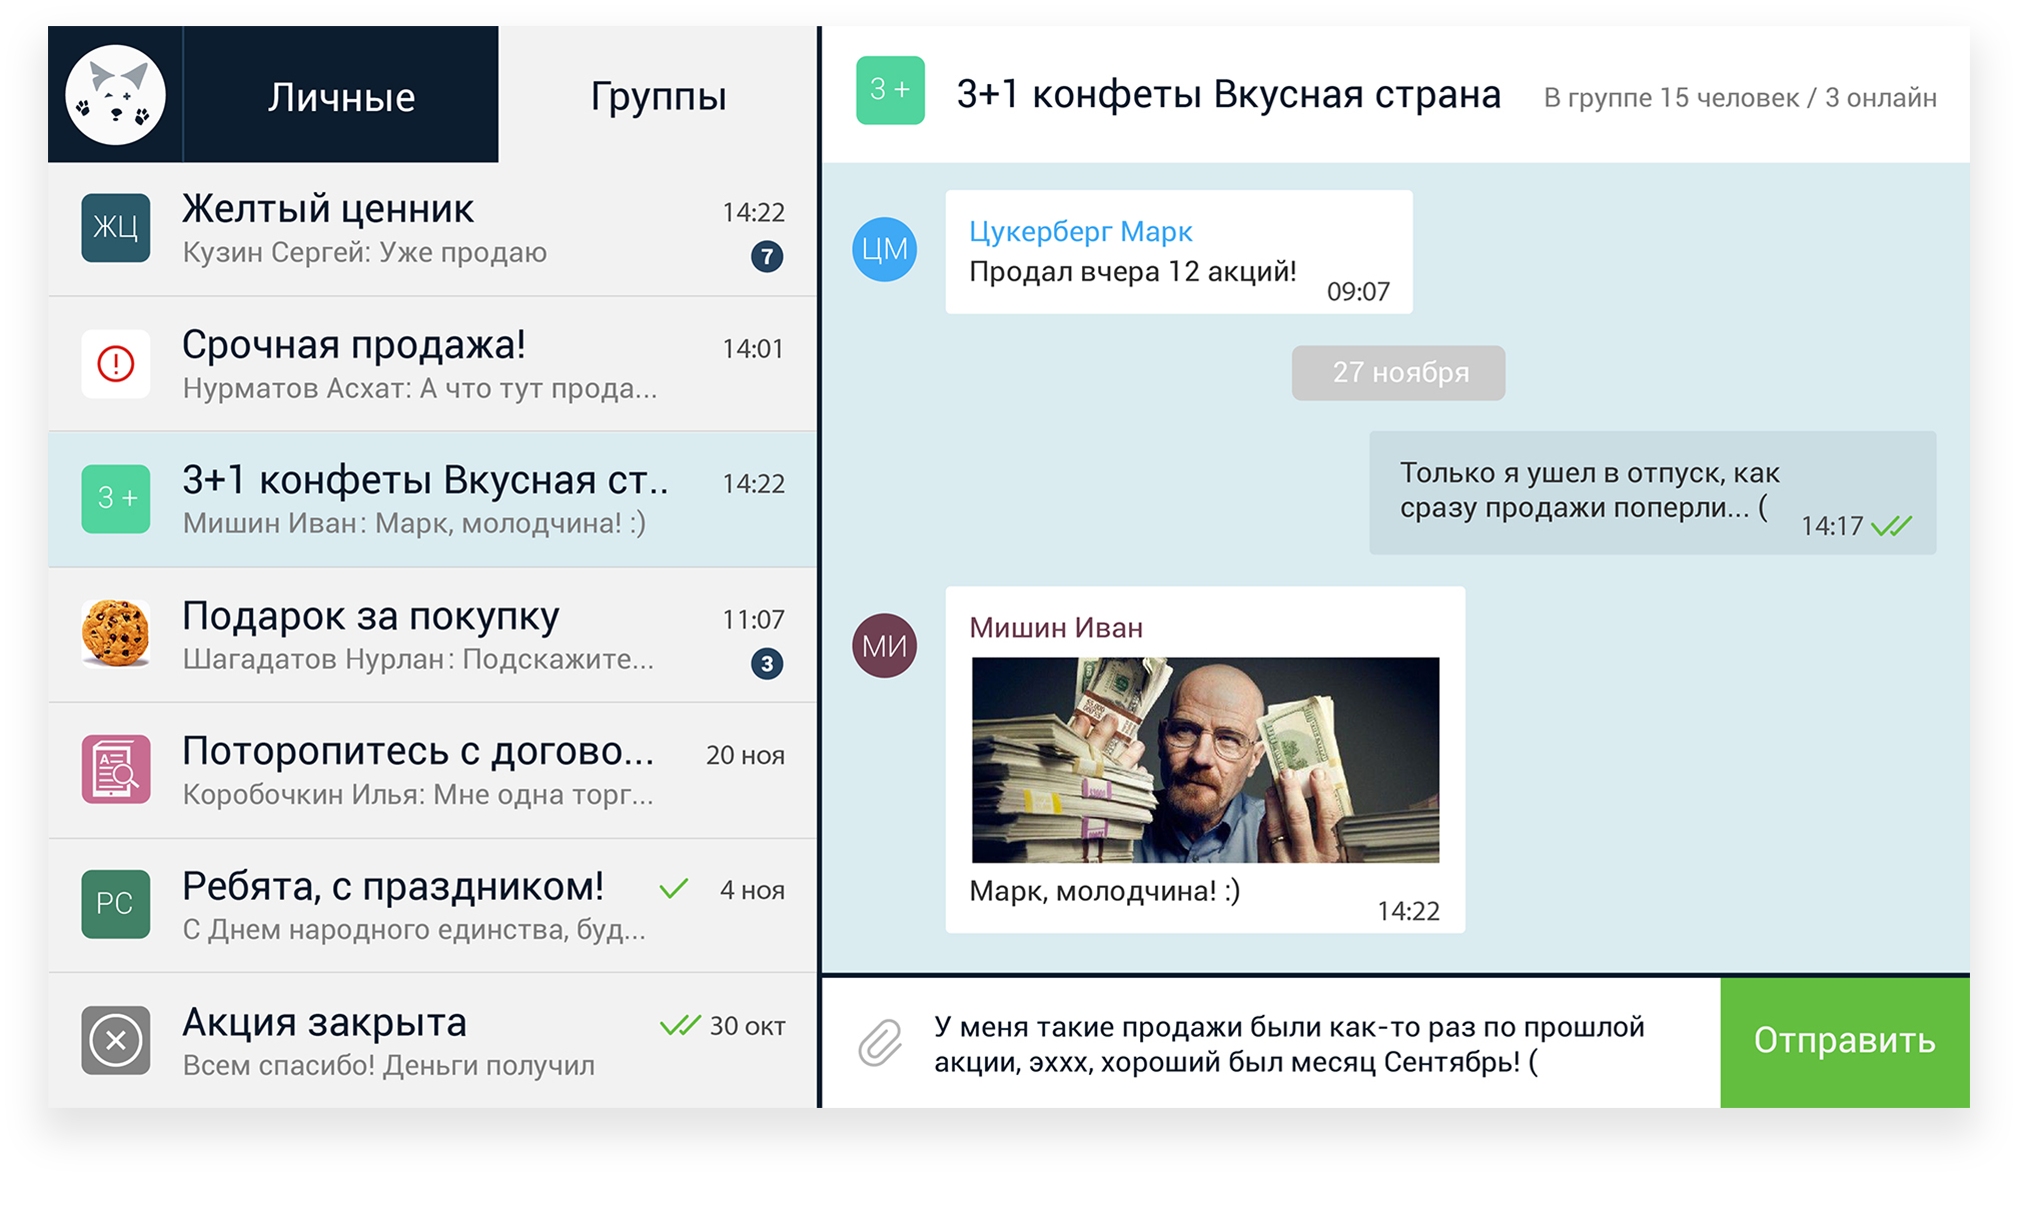 Личные
Группы
ЖЦ
Желтый ценник
14:22
Кузин Сергей: Уже продаю
7
Срочная продажа!
14:01
Нурматов Асхат: А что тут прода...
3 +
3+1 конфеты Вкусная ст..
14:22
Мишин Иван: Марк, молодчина! :)
Подарок за покупку
11:07
Шагадатов Нурлан: Подскажите...
3
Поторопитесь с догово...
20 ноя
Коробочкин Илья: Мне одна торг...
РС
Ребята, с праздником!
4 ноя
С Днем народного единства, буд...
Акция закрыта
30 окт
Всем спасибо! Деньги получил
3 +
3+1 конфеты Вкусная страна
В группе 15 человек / 3 онлайн
ЦМ
Цукерберг Марк
Продал вчера 12 акций!
09:07
27 ноября
Только я ушел в отпуск, как
сразу продажи поперли... (
14:17
МИ
Мишин Иван
Марк, молодчина! :)
14:22
У меня такие продажи были как-то раз по прошлой
акции, эххх, хороший был месяц Сентябрь! (
Отправить